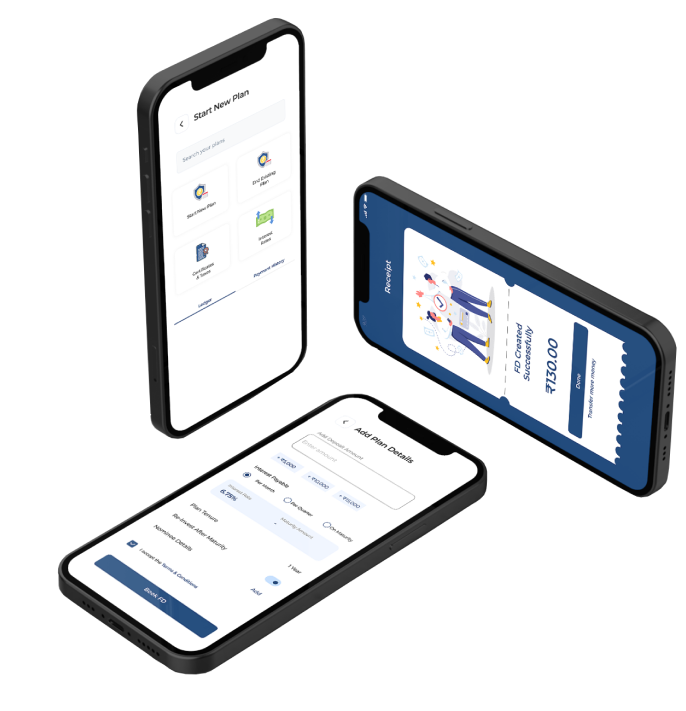 Start New Plan
Search your plans
Start New Plan
End Existing
Plan
Certificates
& Taxes
Interest
Rates
Ledger
Payment History
Receipt
FD Created
Successfully
₹130.00
Done
Transfer more money
Add Plan Details
Add Deposit Amount
Enter amount
+ ₹5,000
+ ₹10,000
+ ₹15,000
Interest Payable
Per Month
Per Quarter
On Maturity
Interest Rate
6.75%
Maturity Amount
-
Plan Tenure
1 Year
Re-Invest After Maturity
Nominee Details
Add
I accept the Terms & Conditions
Book FD